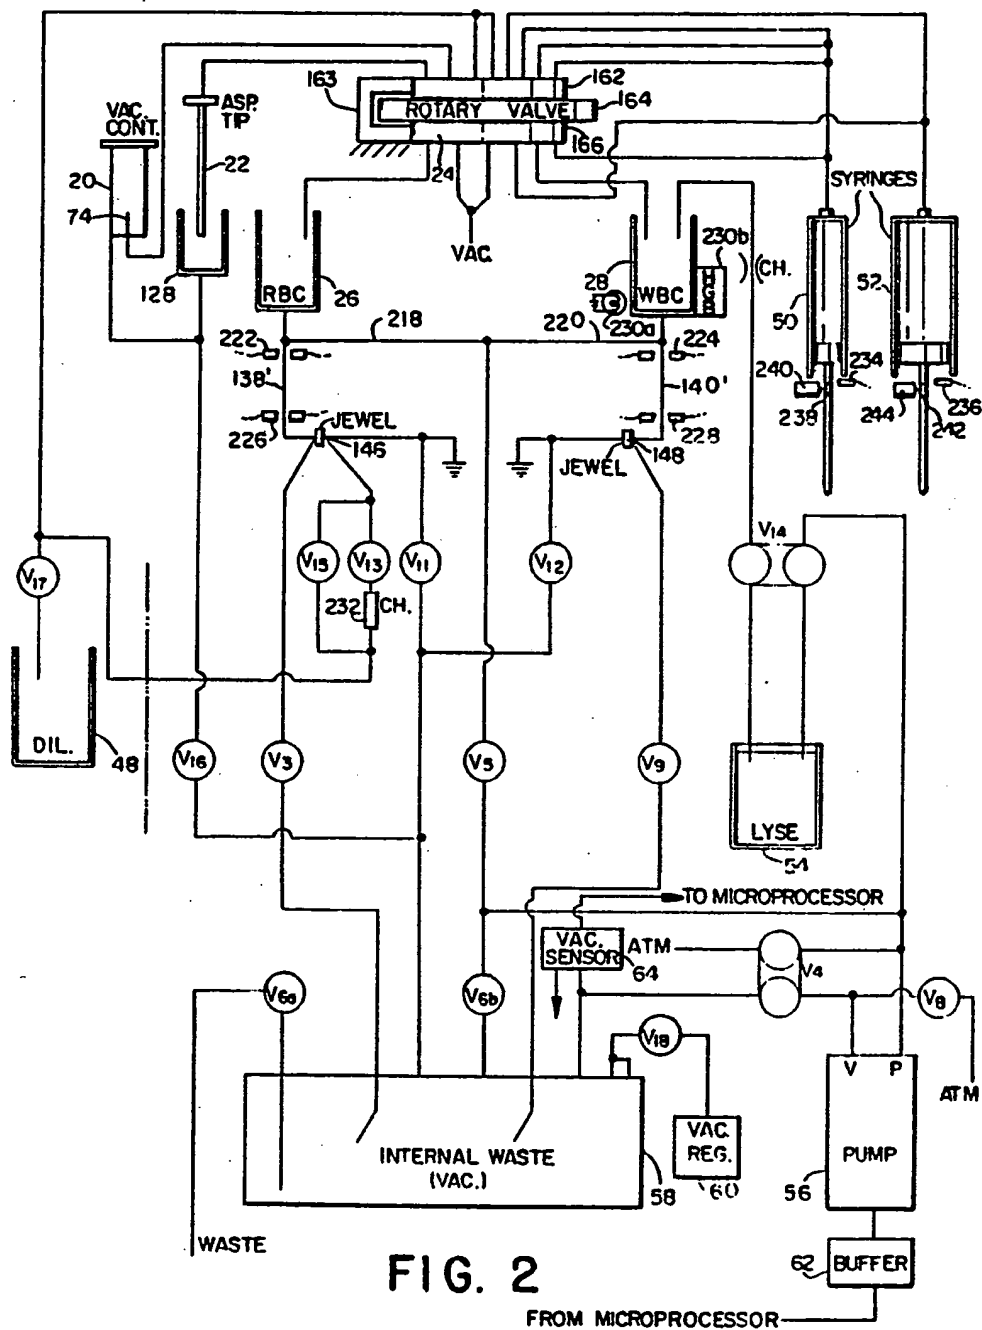 163
162
ROTARY VALVE
164
166
24
VAC.
CONT.
ASP.
TIP
20
22
74
128
RBC
26
VAC.
28
WBC
230b
HGB
CH.
230a
SYRINGES
50
52
218
220
222
224
138'
140'
240
234
238
244
236
242
226
228
JEWEL
146
JEWEL
148
V17
V15
V13
V11
V12
V14
232
CH.
DIL.
48
V16
V3
V5
V9
LYSE
54
TO MICROPROCESSOR
VAC.
SENSOR
ATM
64
V4
V6a
V6b
V8
V18
V
P
ATM
INTERNAL WASTE
(VAC.)
58
VAC.
REG.
60
PUMP
56
WASTE
62
BUFFER
FIG. 2
FROM MICROPROCESSOR